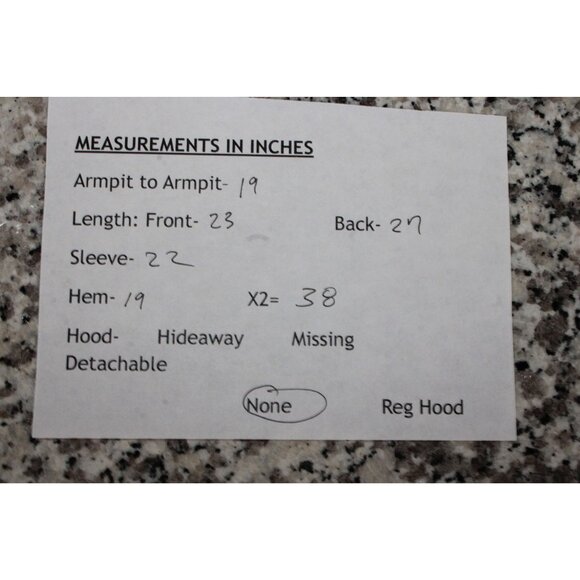 MEASUREMENTS IN INCHES
Armpit to Armpit- 19
Length: Front- 23 Back- 27
Sleeve- 22
Hem- 19 X2= 38
Hood- Hideaway Missing
Detachable
None Reg Hood